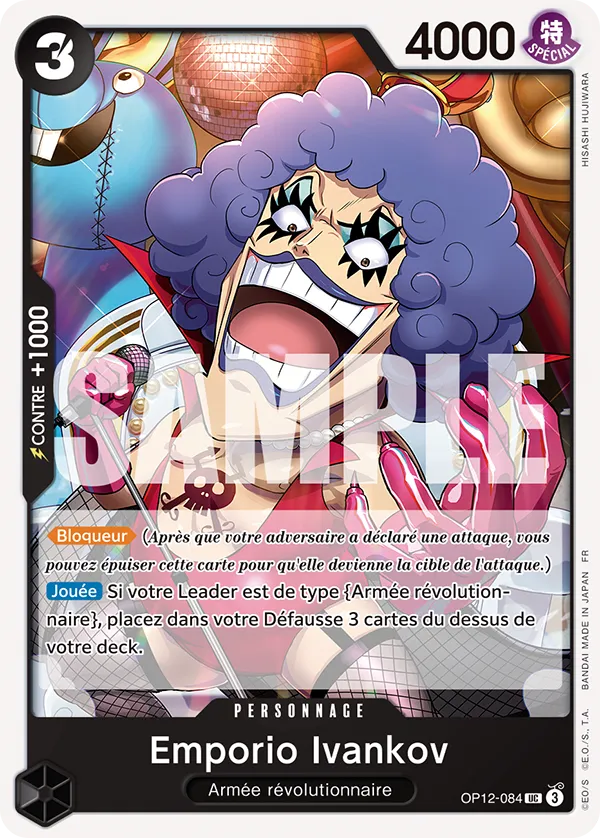 3
4000
特
SPÉCIAL
HISASHI HUJIWARA
CONTRE +1000
SAMPLE
Bloqueur (Après que votre adversaire a déclaré une attaque, vous
pouvez épuiser cette carte pour qu'elle devienne la cible de l'attaque.)
Jouée Si votre Leader est de type {Armée révolution-
naire}, placez dans votre Défausse 3 cartes du dessus de
votre deck.
PERSONNAGE
Emporio Ivankov
Armée révolutionnaire
OP12-084 UC 3
©EO/S ©E.O./S., T.A. BANDAI MADE IN JAPAN FR